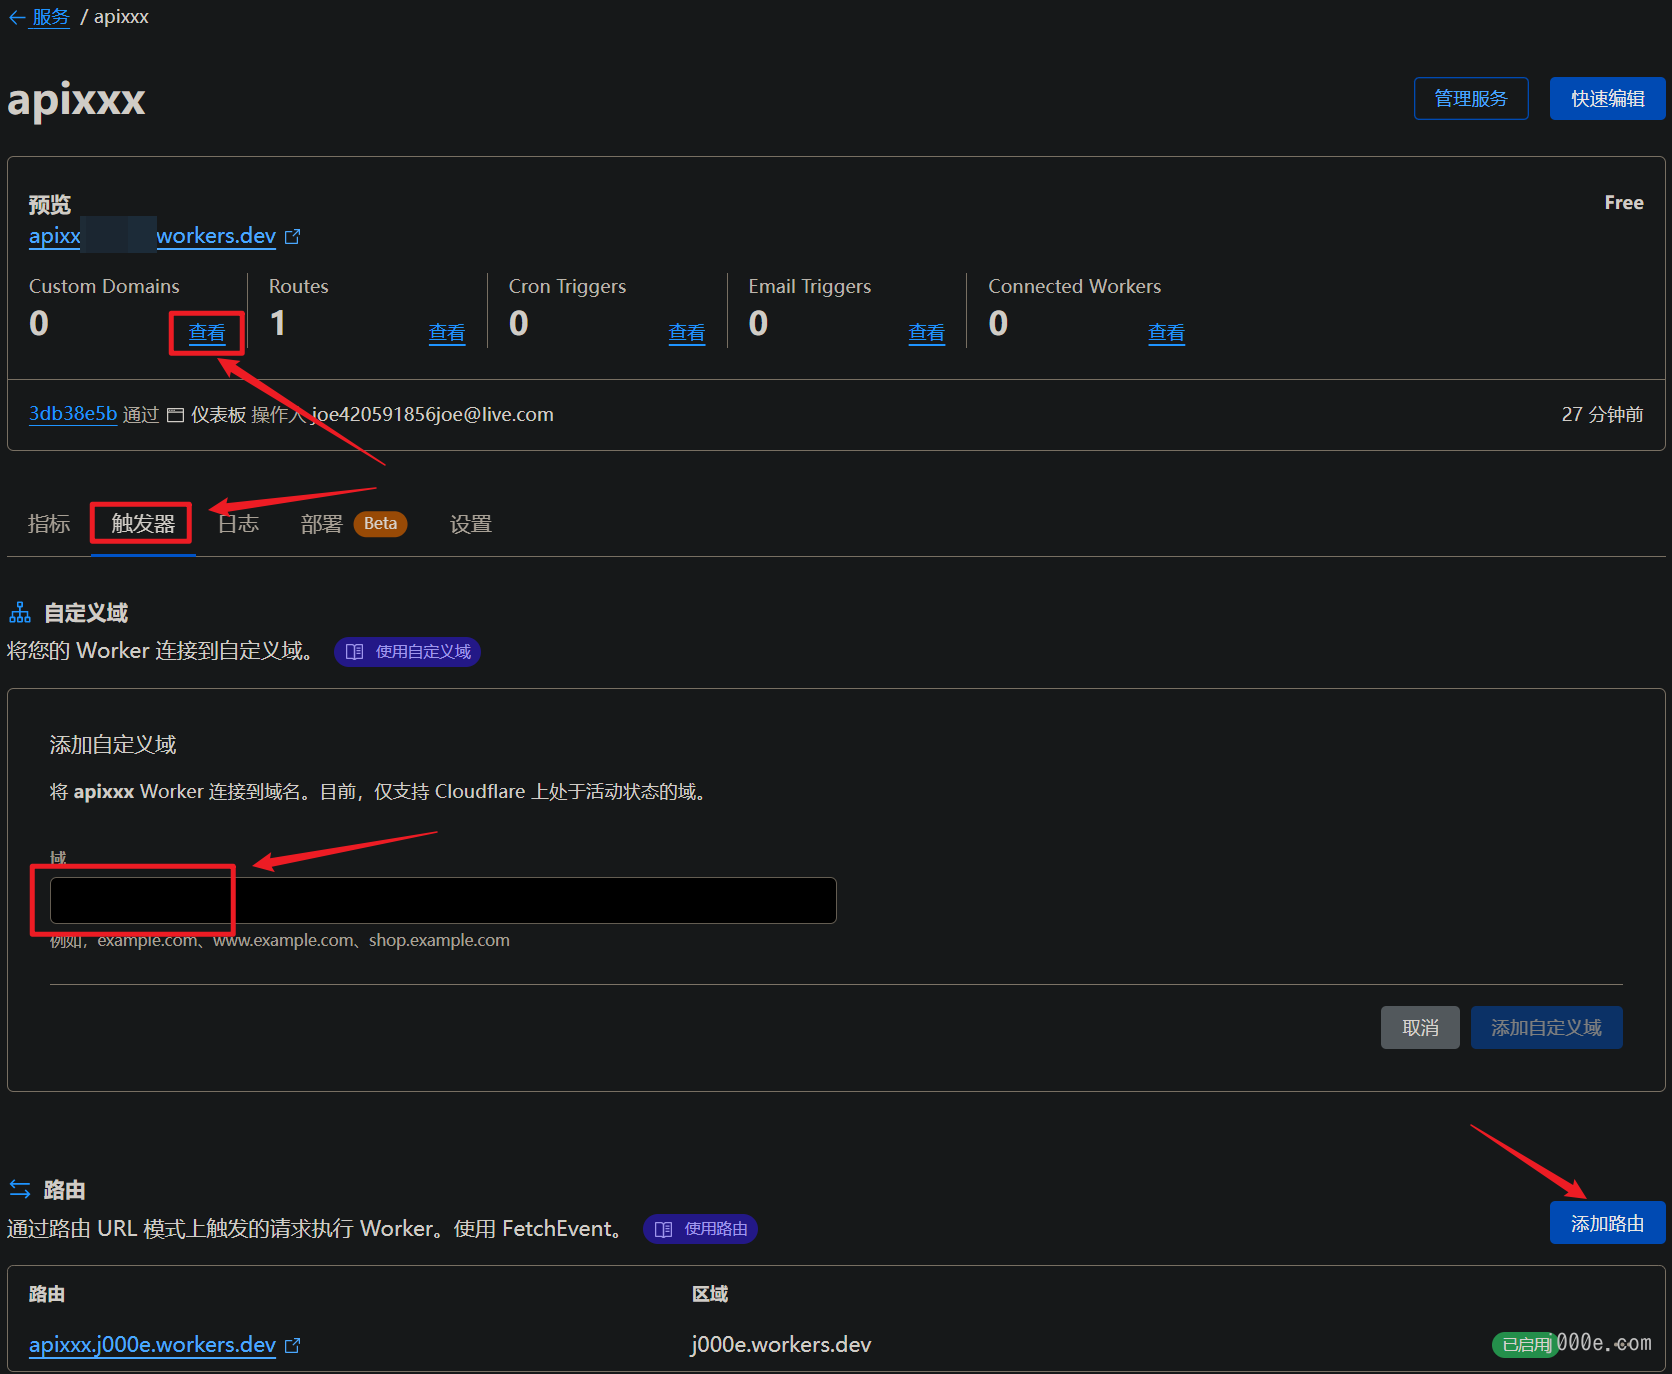 服务 / apixxx
apixxx
管理服务
快速编辑
预览
Free
apixx workers.dev
Custom Domains
0
查看
Routes
1
查看
Cron Triggers
0
查看
Email Triggers
0
查看
Connected Workers
0
查看
3db38e5b 通过 仪表板 操作人 joe420591856joe@live.com
27 分钟前
指标
触发器
日志
部署 Beta
设置
自定义域
将您的 Worker 连接到自定义域。 使用自定义域
添加自定义域
将 apixxx Worker 连接到域名。目前，仅支持 Cloudflare 上处于活动状态的域。
域
例如，example.com、www.example.com、shop.example.com
取消
添加自定义域
路由
通过路由 URL 模式上触发的请求执行 Worker。使用 FetchEvent。 使用路由
添加路由
路由
区域
apixxx.j000e.workers.dev
j000e.workers.dev
已启用
j000e.com